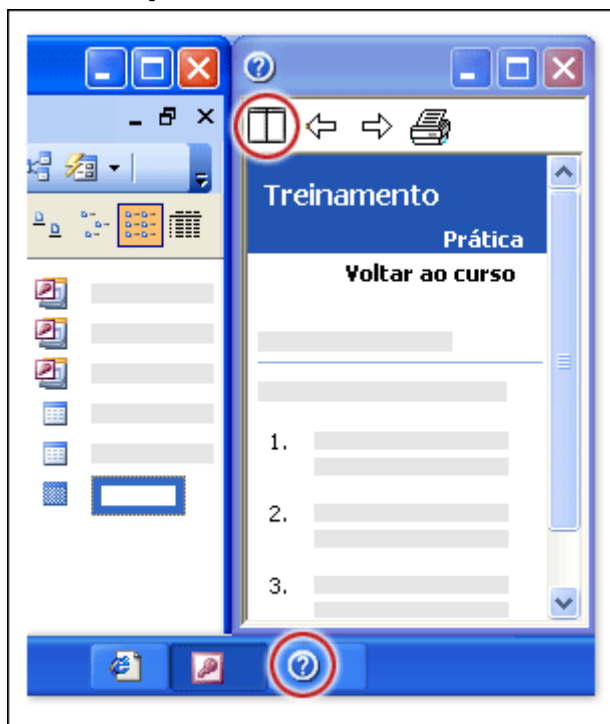 Treinamento
Prática
Voltar ao curso
1.
2.
3.